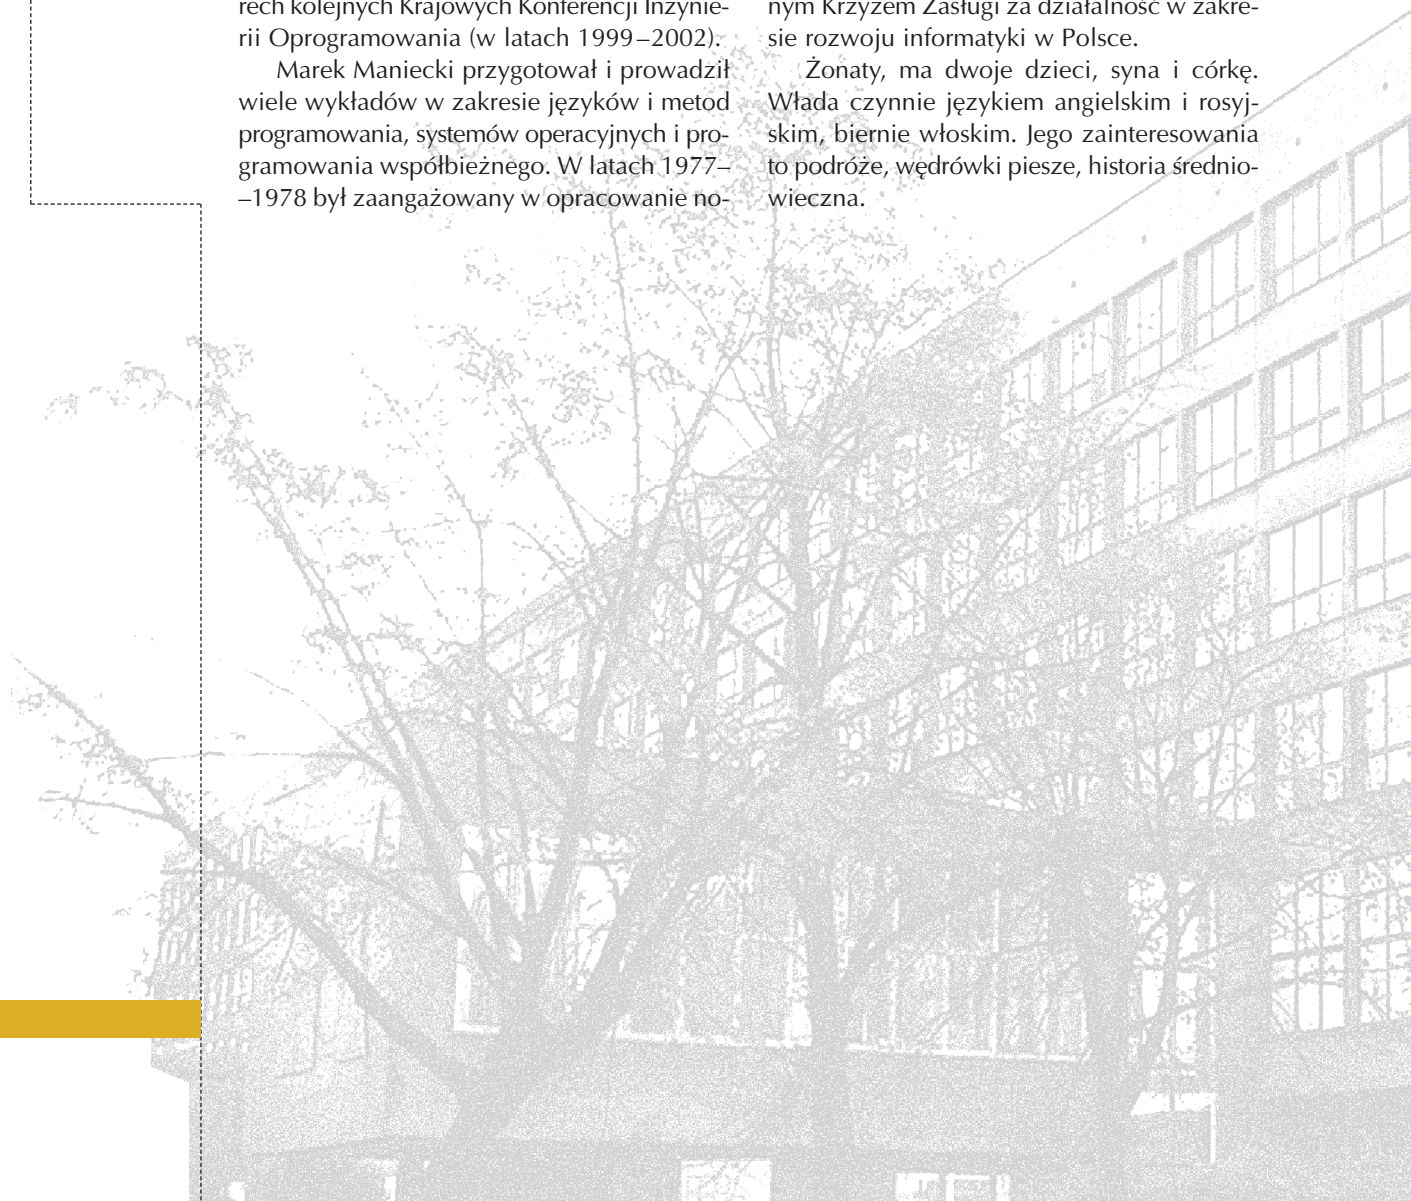 rech kolejnych Krajowych Konferencji Inżynie-
rii Oprogramowania (w latach 1999–2002).
Marek Maniecki przygotował i prowadził
wiele wykładów w zakresie języków i metod
programowania, systemów operacyjnych i pro-
gramowania współbieżnego. W latach 1977–
–1978 był zaangażowany w opracowanie no-
nym Krzyżem Zasługi za działalność w zakre-
sie rozwoju informatyki w Polsce.
Żonaty, ma dwoje dzieci, syna i córkę.
Włada czynnie językiem angielskim i rosyj-
skim, biernie włoskim. Jego zainteresowania
to podróże, wędrówki piesze, historia średnio-
wieczna.